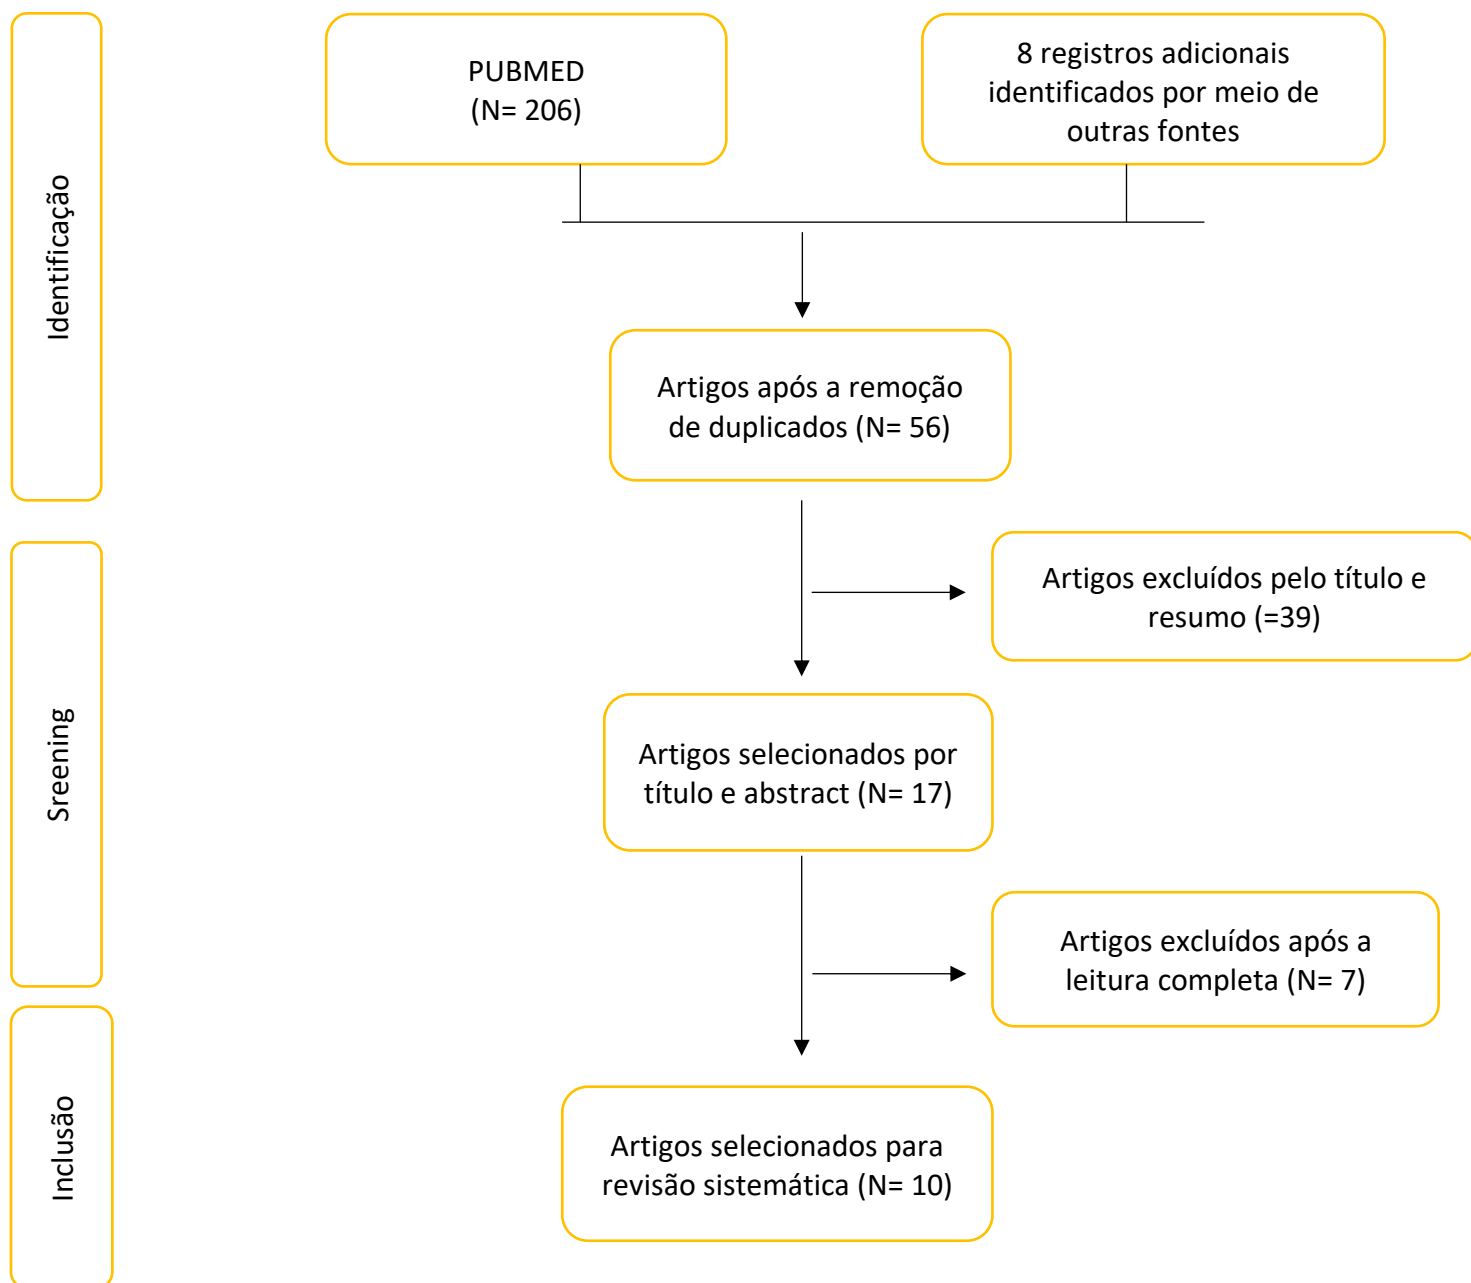 Identificação
PUBMED
(N= 206)
8 registros adicionais
identificados por meio de
outras fontes
Artigos após a remoção
de duplicados (N= 56)
Sreening
Artigos excluídos pelo título e
resumo (=39)
Artigos selecionados por
título e abstract (N= 17)
Artigos excluídos após a
leitura completa (N= 7)
Inclusão
Artigos selecionados para
revisão sistemática (N= 10)